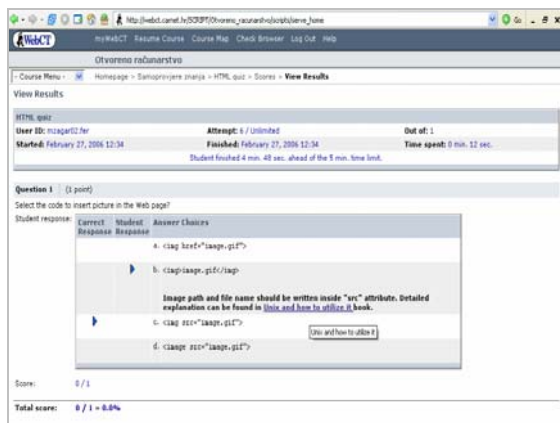 http://webct.carnet.hr/SCRIPT/Otvoreno_racunarstvo/scripts/serve_home
WebCT myWebCT Resume Course Course Map Check Browser Log Out Help
Otvoreno računarstvo
- Course Menu - Homepage > Samoprovjere znanja > HTML quiz > Scores > View Results
View Results
HTML quiz
User ID: mzagar02.fer Attempt: 6 / Unlimited Out of: 1
Started: February 27, 2006 12:34 Finished: February 27, 2006 12:34 Time spent: 0 min. 12 sec.
Student finished 4 min. 48 sec. ahead of the 5 min. time limit.
Question 1 (1 point)
Select the code to insert picture in the Web page?
Student response: Correct Student Answer Choices
Response Response
a. <img href="image.gif">
b. <img>image.gif</img>
Image path and file name should be written inside "src" attribute. Detailed
explanation can be found in Unix and how to utilize it book.
c. <img src="image.gif">
Unix and how to utilize it
d. <image src="image.gif">
Score: 0 / 1
Total score: 0 / 1 = 0.0%